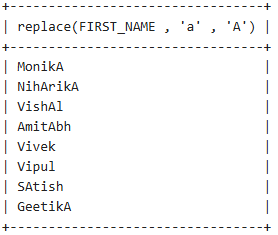 +---------------------------------+
| replace(FIRST_NAME , 'a' , 'A') |
+---------------------------------+
| MonikA |
| NihArikA |
| VishAl |
| AmitAbh |
| Vivek |
| Vipul |
| SAtish |
| GeetikA |
+---------------------------------+